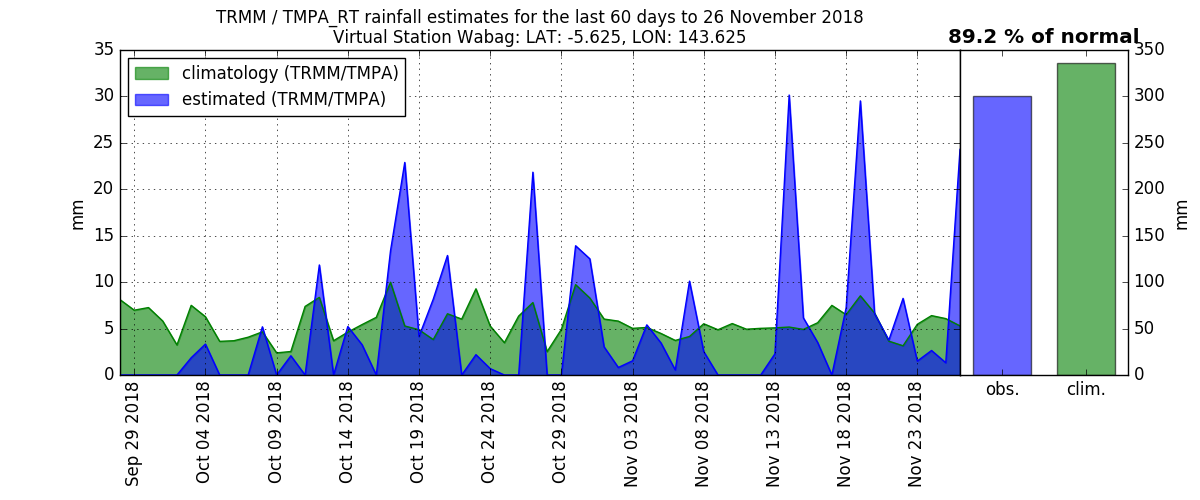 TRMM / TMPA_RT rainfall estimates for the last 60 days to 26 November 2018
Virtual Station Wabag: LAT: -5.625, LON: 143.625
89.2 % of normal
climatology (TRMM/TMPA)
estimated (TRMM/TMPA)
35
30
25
20
15
10
5
0
mm
350
300
250
200
150
100
50
0
mm
Sep 29 2018
Oct 04 2018
Oct 09 2018
Oct 14 2018
Oct 19 2018
Oct 24 2018
Oct 29 2018
Nov 03 2018
Nov 08 2018
Nov 13 2018
Nov 18 2018
Nov 23 2018
obs.
clim.